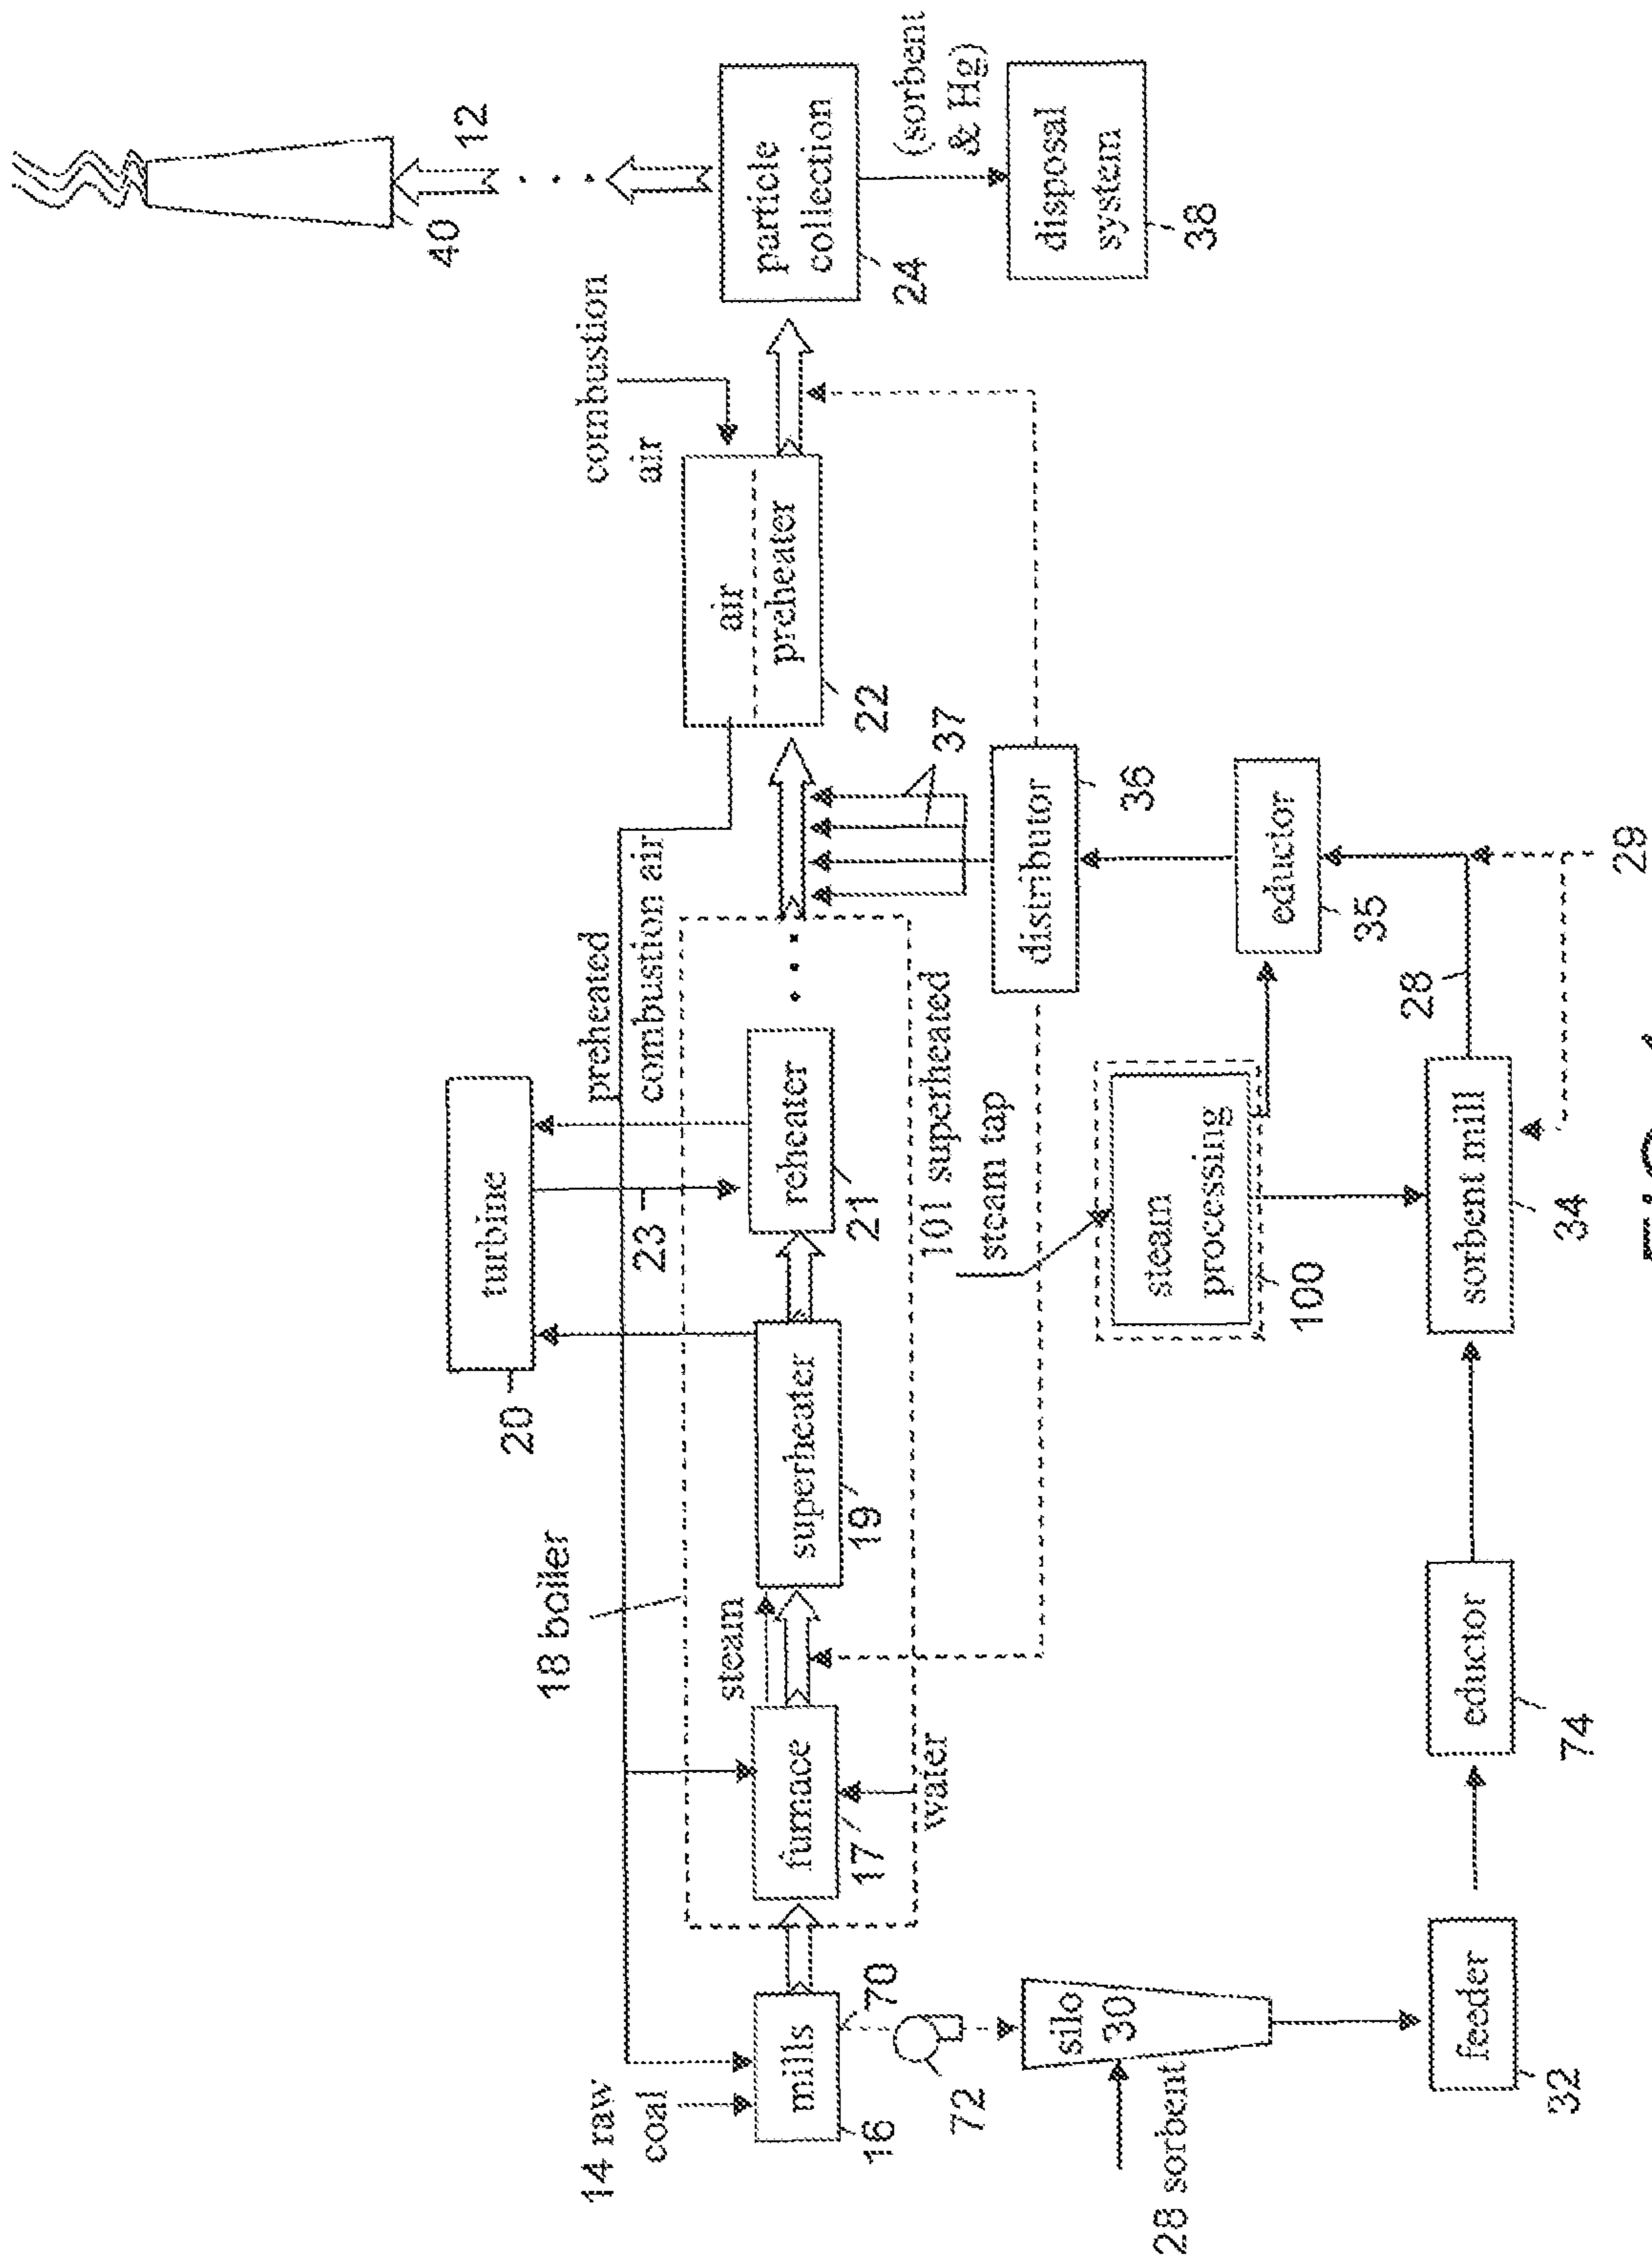 12
40
combustion
air
particle
collection
24
(sorbent
& Hg)
disposal
system
38
air
preheater
22
preheated
combustion air
turbine
20
23
18 boiler
reheater
21
superheater
19
steam
furnace
17
water
14 raw
coal
mills
16
70
72
silo
30
28 sorbent
feeder
32
eductor
74
sorbent mill
34
28
29
101 superheated
steam tap
steam
processing
100
eductor
35
distributor
36
37